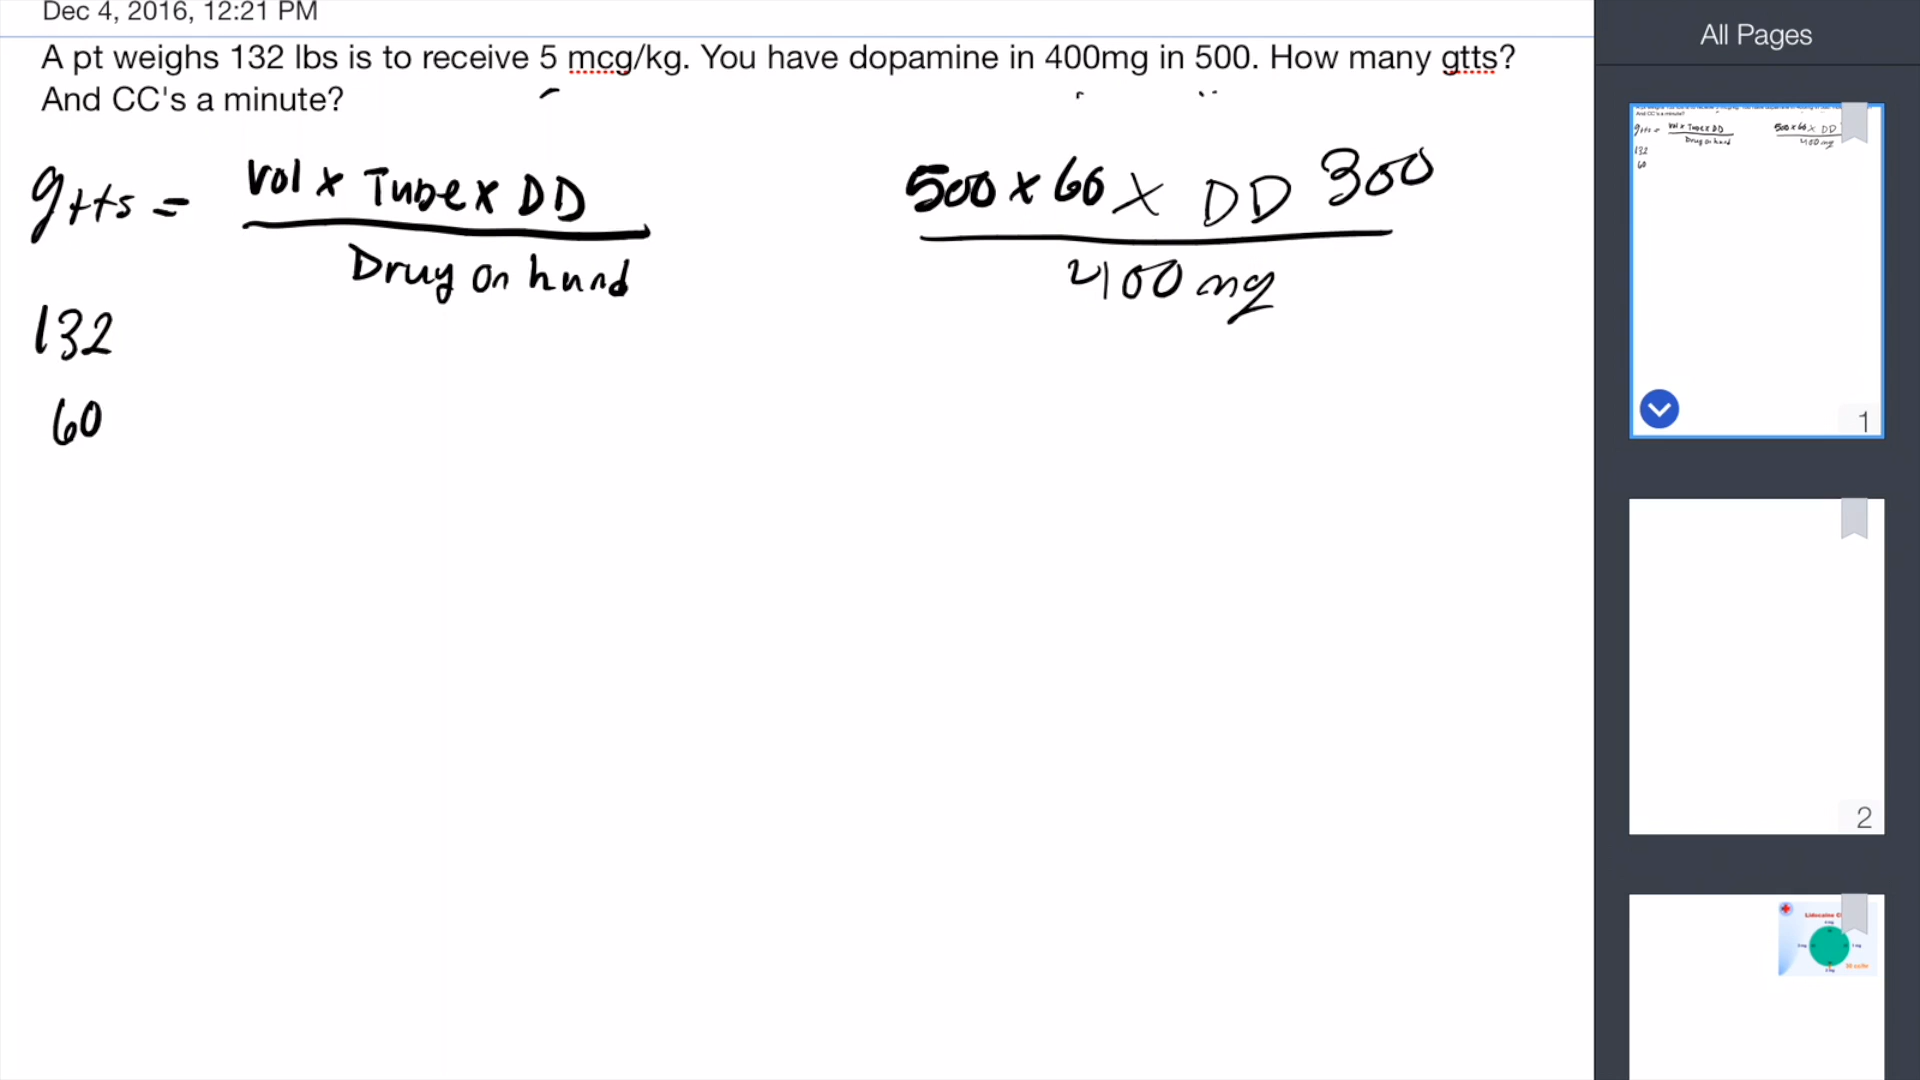 Dec 4, 2016, 12:21 PM
All Pages
A pt weighs 132 lbs is to receive 5 mcg/kg. You have dopamine in 400mg in 500. How many gtts?
And CC's a minute?
gtts = Vol x Tube x DD
Drug on hand
500 x 60 x DD 300
400 mg
132
60
1
2